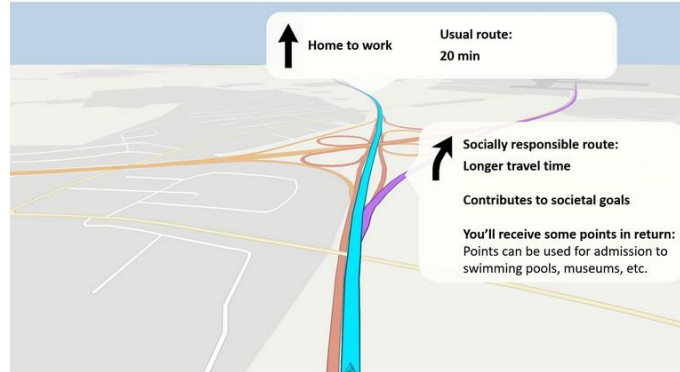 Home to work
Usual route:
20 min
Socially responsible route:
Longer travel time
Contributes to societal goals
You'll receive some points in return:
Points can be used for admission to
swimming pools, museums, etc.